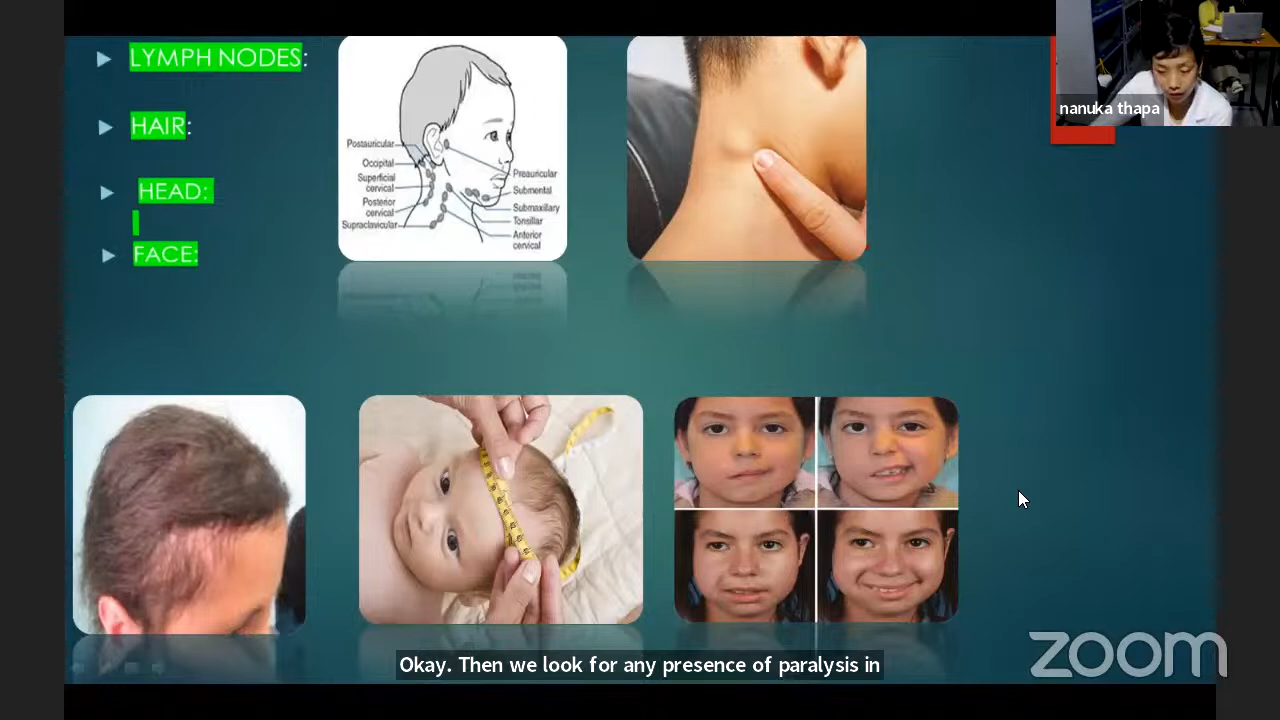 LYMPH NODES:
HAIR:
HEAD:
FACE:
Postauricular
Occipital
Superficial
cervical
Posterior
cervical
Supraclavicular
Preauricular
Submental
Submaxillary
Tonsillar
Anterior
cervical
nanuka thapa
Okay. Then we look for any presence of paralysis in
zoom